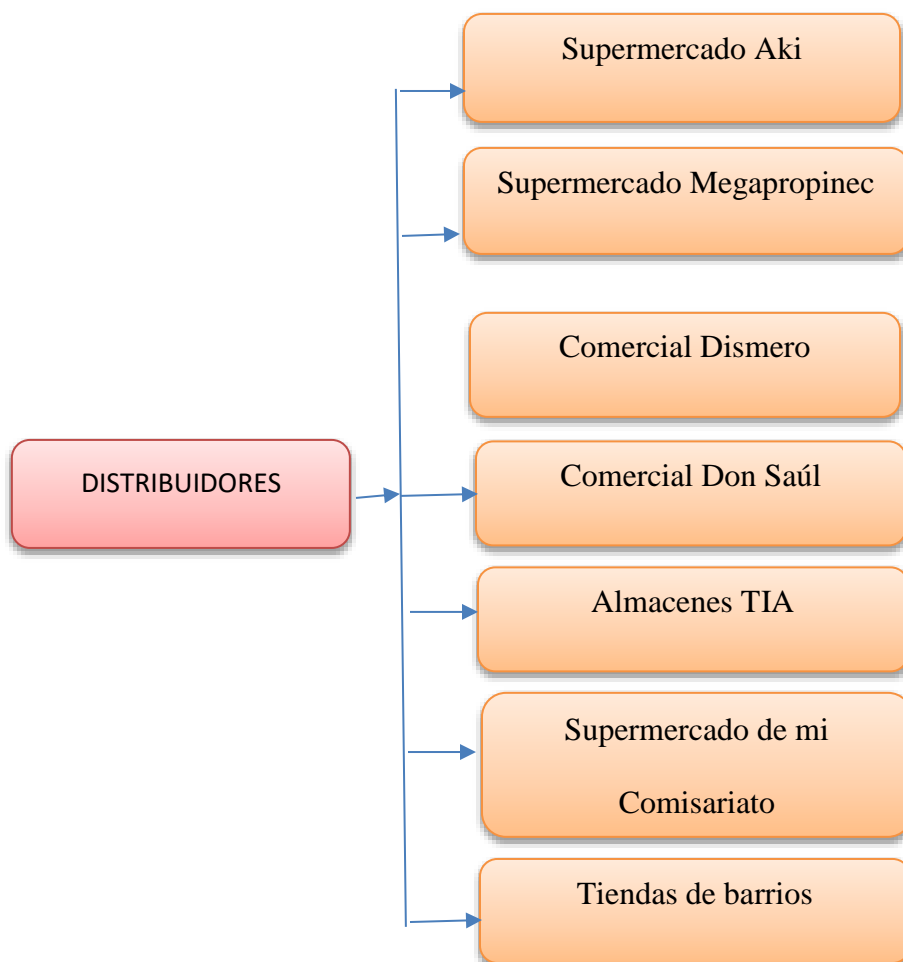 Supermercado Aki
Supermercado Megapropinec
Comercial Dismero
DISTRIBUIDORES
Comercial Don Saúl
Almacenes TIA
Supermercado de mi
Comisariato
Tiendas de barrios